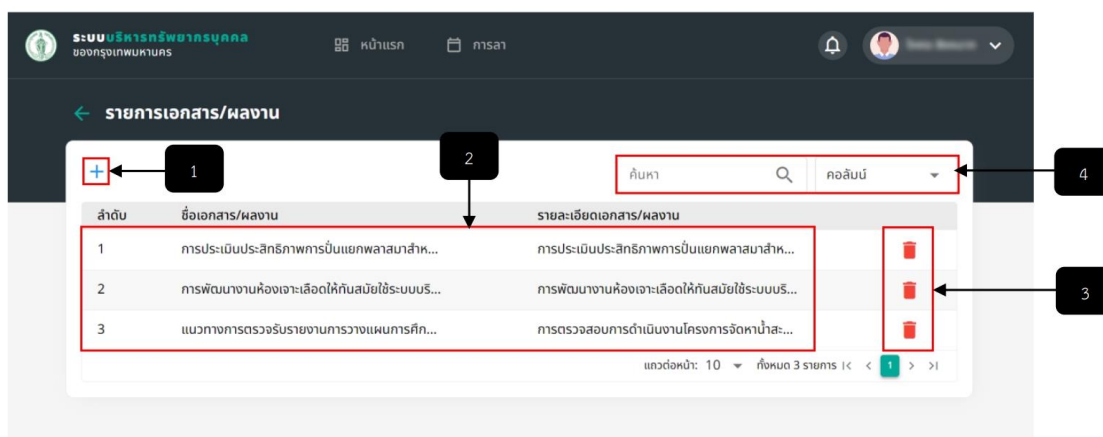 ระบบบริหารทรัพยากรบุคคล
ของกรุงเทพมหานคร
หน้าแรก
การลา
รายการเอกสาร/ผลงาน
1
2
ค้นหา
คอลัมน์
4
ลำดับ ชื่อเอกสาร/ผลงาน รายละเอียดเอกสาร/ผลงาน
1 การประเมินประสิทธิภาพการปั่นแยกพลาสมาสำห... การประเมินประสิทธิภาพการปั่นแยกพลาสมาสำห...
2 การพัฒนางานห้องเจาะเลือดให้ทันสมัยใช้ระบบบริ... การพัฒนางานห้องเจาะเลือดให้ทันสมัยใช้ระบบบริ...
3
3 แนวทางการตรวจรับรายงานการวางแผนการศึก... การตรวจสอบการดำเนินงานโครงการจัดหาน้ำสะ...
แถวต่อหน้า: 10 ทั้งหมด 3 รายการ |< < 1 > >|